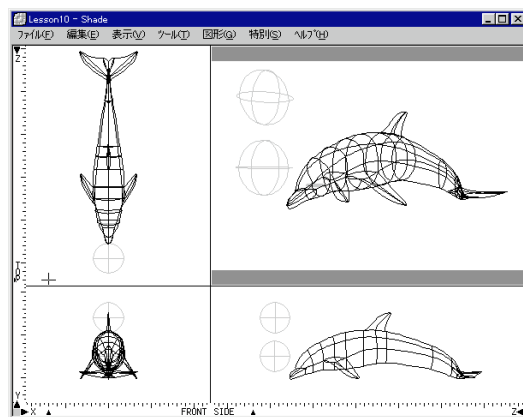 Lesson10 - Shade
ファイル(F) 編集(E) 表示(V) ツール(T) 図形(G) 特別(S) ヘルプ(H)
Z
TOP
Y
X FRONT SIDE Z